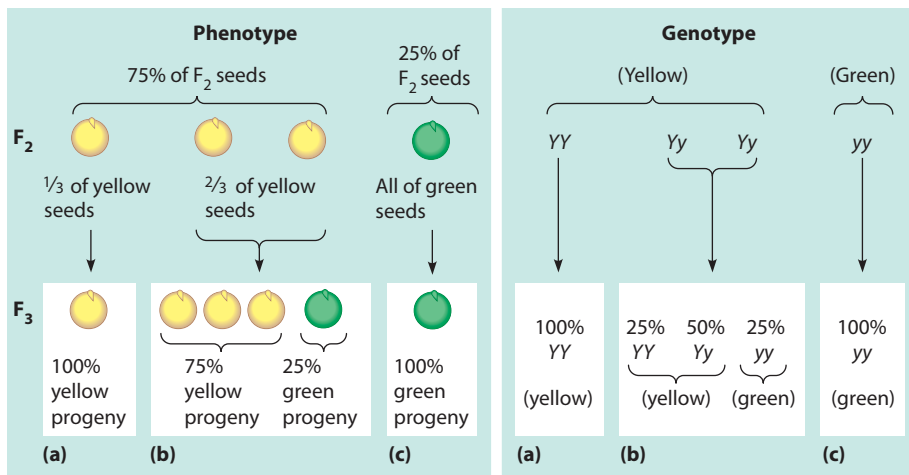 Phenotype
75% of F2 seeds
25% of
F2 seeds
F2
1/3 of yellow
seeds
2/3 of yellow
seeds
All of green
seeds
F3
100%
yellow
progeny
75%
yellow
progeny
25%
green
progeny
100%
green
progeny
(a)
(b)
(c)
Genotype
(Yellow)
(Green)
YY
Yy
Yy
yy
100%
YY
(yellow)
25%
YY
50%
Yy
(yellow)
25%
yy
(green)
100%
yy
(green)
(a)
(b)
(c)